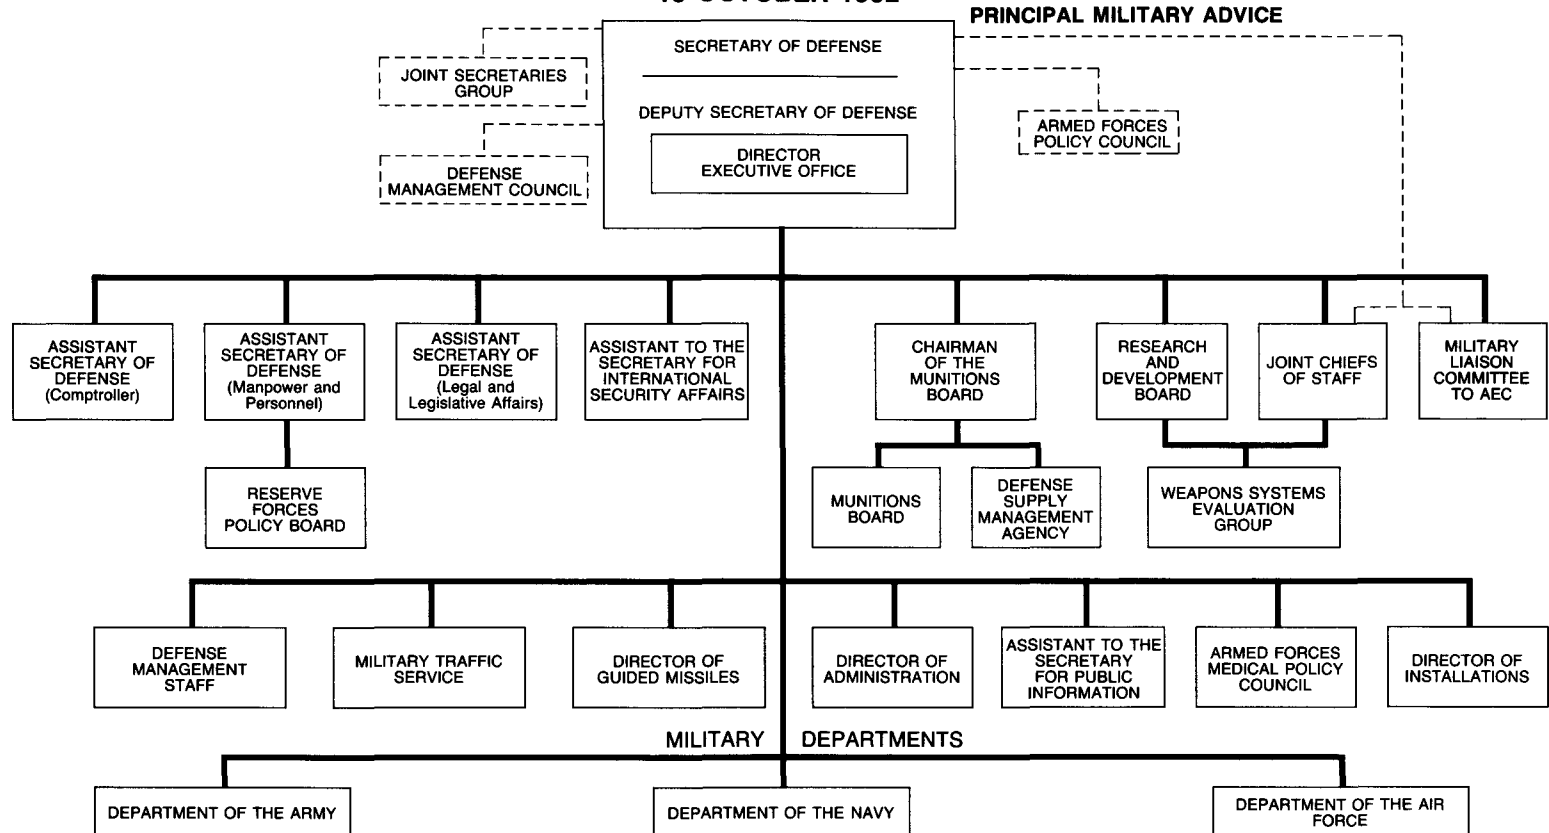 PRINCIPAL MILITARY ADVICE
SECRETARY OF DEFENSE
JOINT SECRETARIES
GROUP
DEPUTY SECRETARY OF DEFENSE
ARMED FORCES
POLICY COUNCIL
DIRECTOR
EXECUTIVE OFFICE
DEFENSE
MANAGEMENT COUNCIL
ASSISTANT
SECRETARY OF
DEFENSE
(Comptroller)
ASSISTANT
SECRETARY OF
DEFENSE
(Manpower and
Personnel)
ASSISTANT
SECRETARY OF
DEFENSE
(Legal and
Legislative Affairs)
ASSISTANT TO THE
SECRETARY FOR
INTERNATIONAL
SECURITY AFFAIRS
CHAIRMAN
OF THE
MUNITIONS
BOARD
RESEARCH
AND
DEVELOPMENT
BOARD
JOINT CHIEFS
OF STAFF
MILITARY
LIAISON
COMMITTEE
TO AEC
RESERVE
FORCES
POLICY BOARD
MUNITIONS
BOARD
DEFENSE
SUPPLY
MANAGEMENT
AGENCY
WEAPONS SYSTEMS
EVALUATION
GROUP
DEFENSE
MANAGEMENT
STAFF
MILITARY TRAFFIC
SERVICE
DIRECTOR OF
GUIDED MISSILES
DIRECTOR OF
ADMINISTRATION
ASSISTANT TO THE
SECRETARY
FOR PUBLIC
INFORMATION
ARMED FORCES
MEDICAL POLICY
COUNCIL
DIRECTOR OF
INSTALLATIONS
MILITARY DEPARTMENTS
DEPARTMENT OF THE ARMY
DEPARTMENT OF THE NAVY
DEPARTMENT OF THE AIR
FORCE